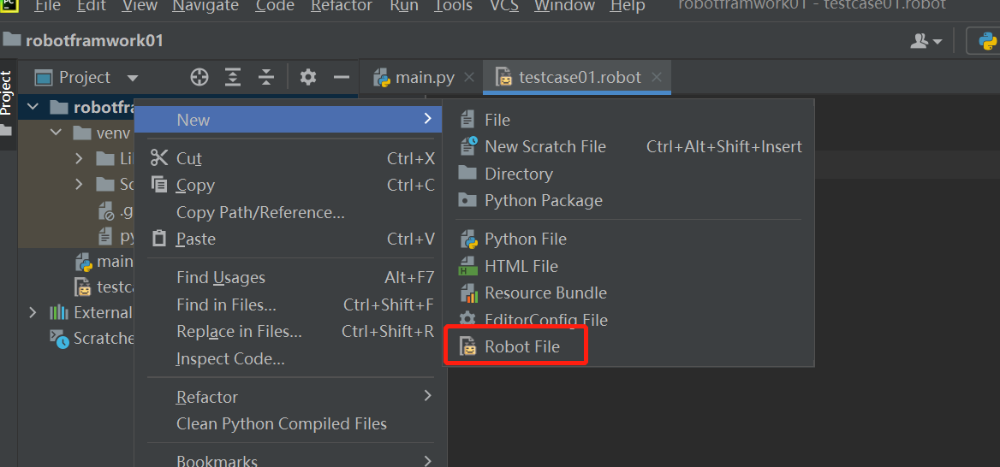 PC File Edit View Navigate Code Refactor Run Tools VCS Window Help robotframwork01 - testcase01.robot
robotframwork01
Project
Project main.py testcase01.robot
robotfra
venv
Li
Sc
.g
py
main
testca
External
Scratche
New
Cut Ctrl+X
Copy Ctrl+C
Copy Path/Reference...
Paste Ctrl+V
Find Usages Alt+F7
Find in Files... Ctrl+Shift+F
Replace in Files... Ctrl+Shift+R
Inspect Code...
Refactor
Clean Python Compiled Files
Bookmarks
File
New Scratch File Ctrl+Alt+Shift+Insert
Directory
Python Package
Python File
HTML File
Resource Bundle
EditorConfig File
Robot File